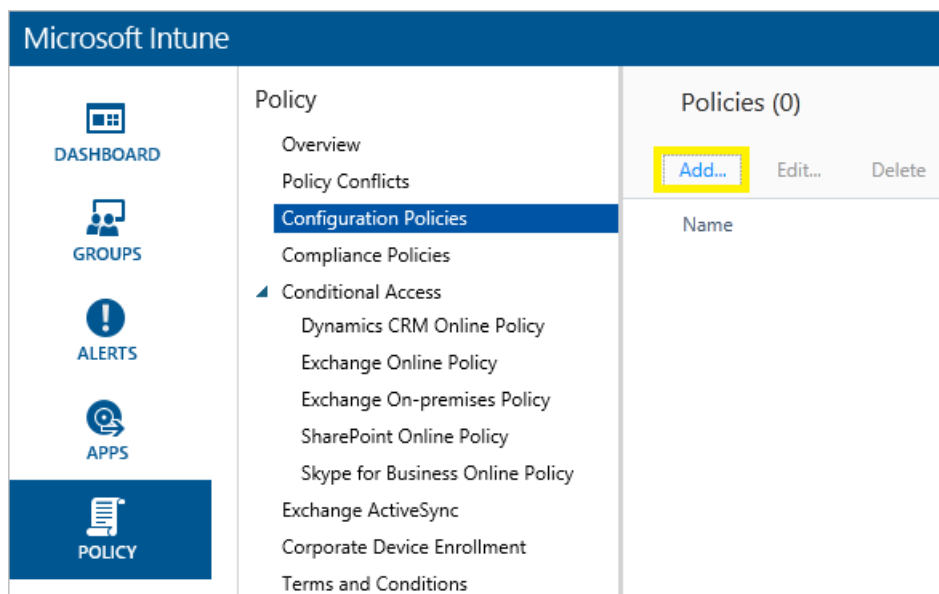 Microsoft Intune
DASHBOARD
GROUPS
ALERTS
APPS
POLICY
Policy
Overview
Policy Conflicts
Configuration Policies
Compliance Policies
Conditional Access
Dynamics CRM Online Policy
Exchange Online Policy
Exchange On-premises Policy
SharePoint Online Policy
Skype for Business Online Policy
Exchange ActiveSync
Corporate Device Enrollment
Terms and Conditions
Policies (0)
Add... Edit... Delete
Name